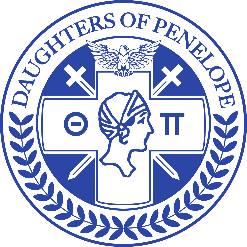 DAUGHTERS OF PENELOPE
Θ Π